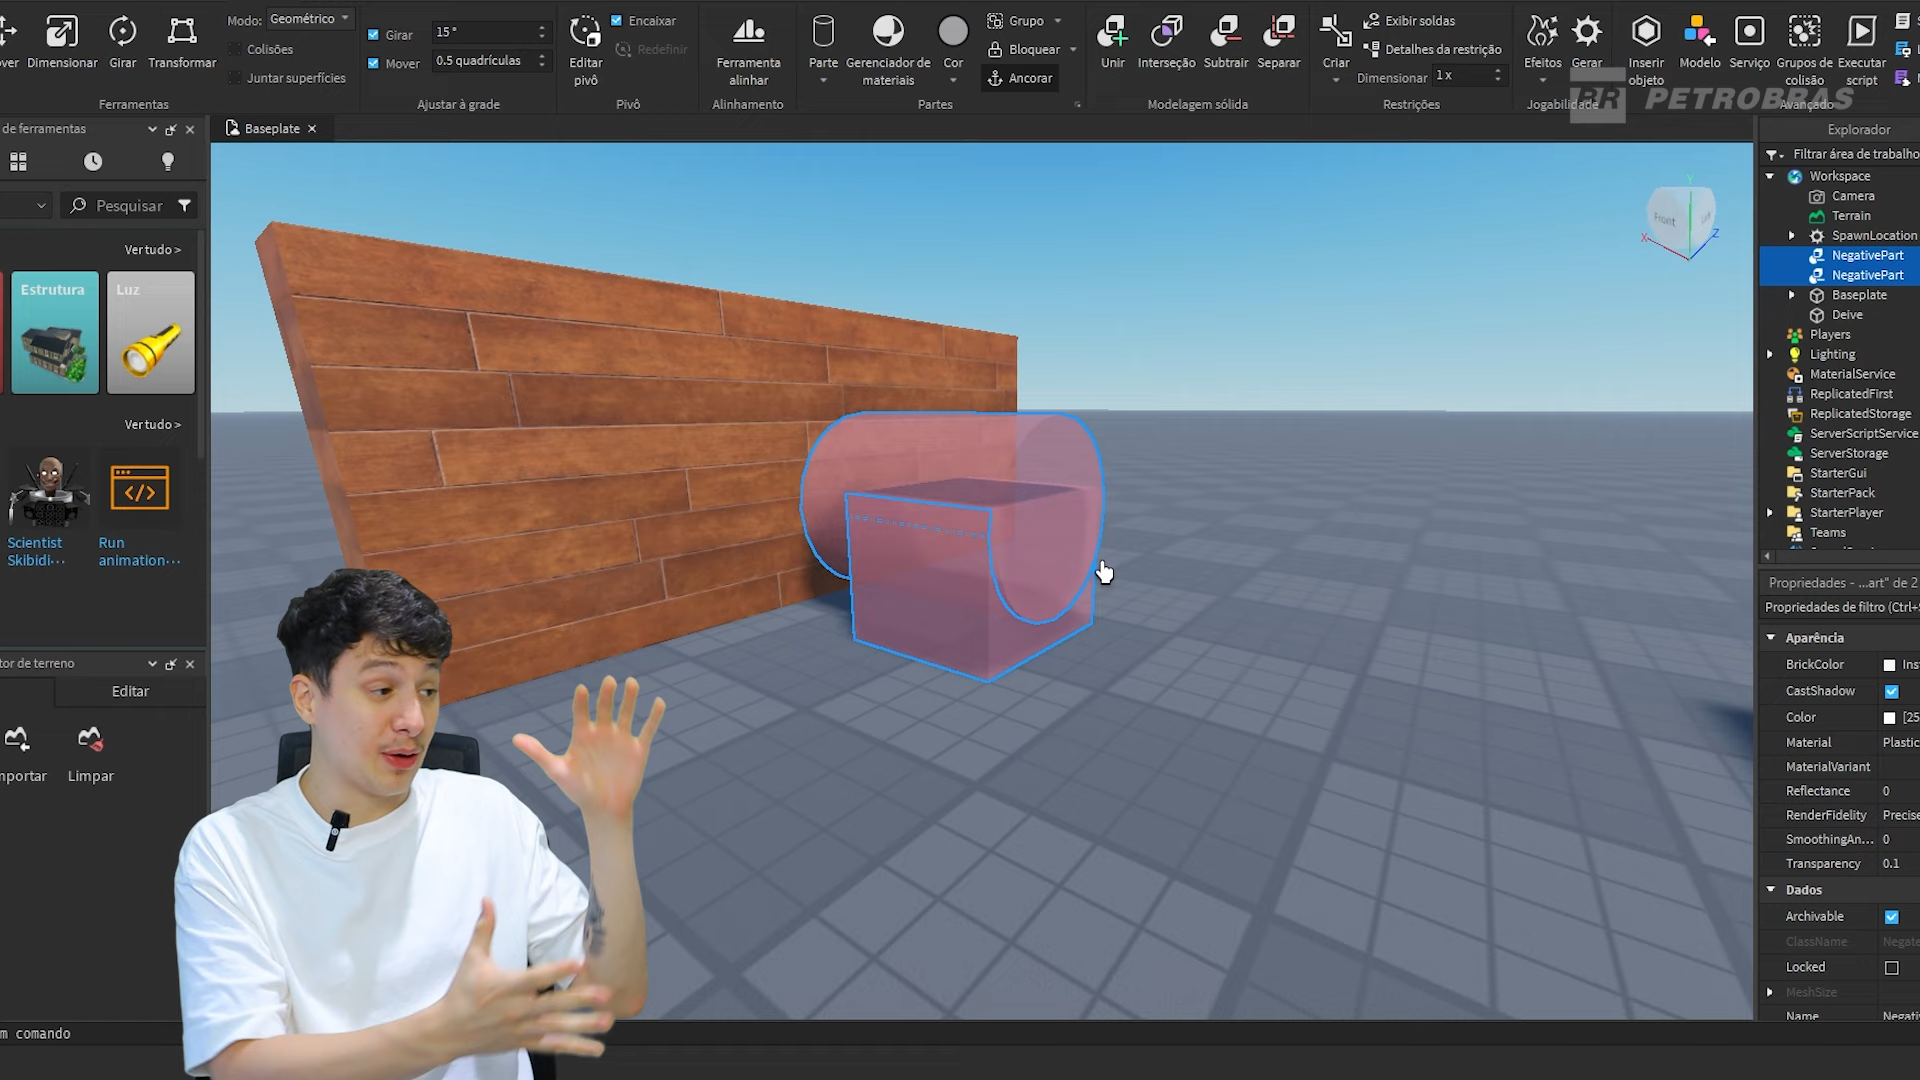 over
Dimensionar
Girar
Transformar
Modo: Geométrico
Colisões
Juntar superfícies
Ferramentas
Girar
15 °
Mover
0.5 quadrículas
Ajustar à grade
Editar
pivô
Encaixar
Redefinir
Pivô
Ferramenta
alinhar
Alinhamento
Parte
Gerenciador de
materiais
Cor
Grupo
Bloquear
Ancorar
Partes
Unir
Interseção
Subtrair
Separar
Modelagem sólida
Criar
Exibir soldas
Detalhes da restrição
Dimensionar 1 x
Restrições
Efeitos
Gerar
Jogabilidade
Inserir
objeto
Modelo
Serviço
Grupos de
colisão
Executar
script
Avançado
BR PETROBRAS
de ferramentas
Pesquisar
Ver tudo >
Estrutura
Luz
Ver tudo >
Scientist
Skibidi...
Run
animation...
tor de terreno
Editar
mportar
Limpar
m comando
Baseplate
Front
X
Y
Z
Explorador
Filtrar área de trabalho
Workspace
Camera
Terrain
SpawnLocation
NegativePart
NegativePart
Baseplate
Deive
Players
Lighting
MaterialService
ReplicatedFirst
ReplicatedStorage
ServerScriptService
ServerStorage
StarterGui
StarterPack
StarterPlayer
Teams
Propriedades - ...art" de 2
Propriedades de filtro (Ctrl+S
Aparência
BrickColor Ins
CastShadow
Color [25
Material Plastic
MaterialVariant
Reflectance 0
RenderFidelity Precise
SmoothingAn... 0
Transparency 0.1
Dados
Archivable
ClassName Negate
Locked
MeshSize
Name Negati